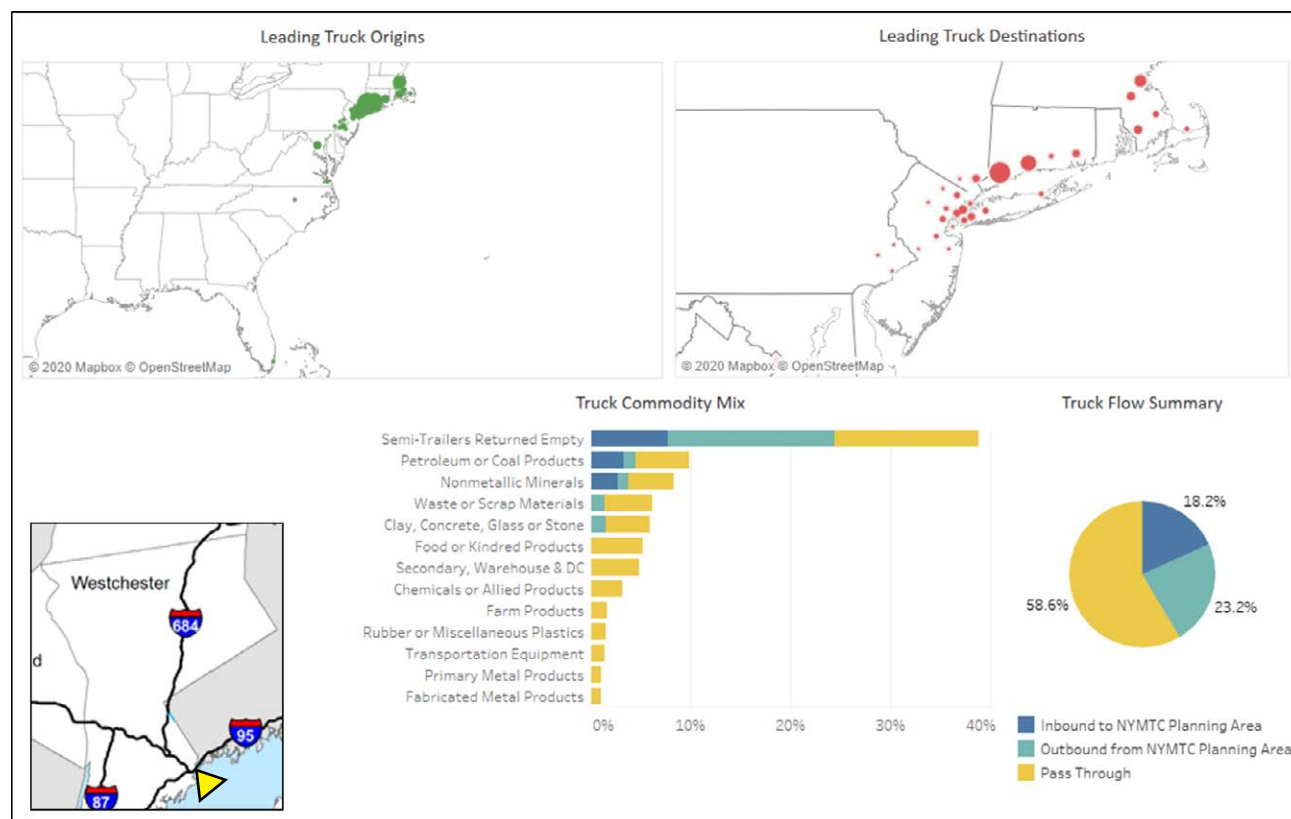 Leading Truck Origins
Leading Truck Destinations
© 2020 Mapbox © OpenStreetMap
© 2020 Mapbox © OpenStreetMap
Truck Commodity Mix
Truck Flow Summary
Semi-Trailers Returned Empty
Petroleum or Coal Products
Nonmetallic Minerals
Waste or Scrap Materials
Clay, Concrete, Glass or Stone
Food or Kindred Products
Secondary, Warehouse & DC
Chemicals or Allied Products
Farm Products
Rubber or Miscellaneous Plastics
Transportation Equipment
Primary Metal Products
Fabricated Metal Products
0%
10%
20%
30%
40%
18.2%
23.2%
58.6%
Inbound to NYMTC Planning Area
Outbound from NYMTC Planning Area
Pass Through
Westchester
684
d
95
87